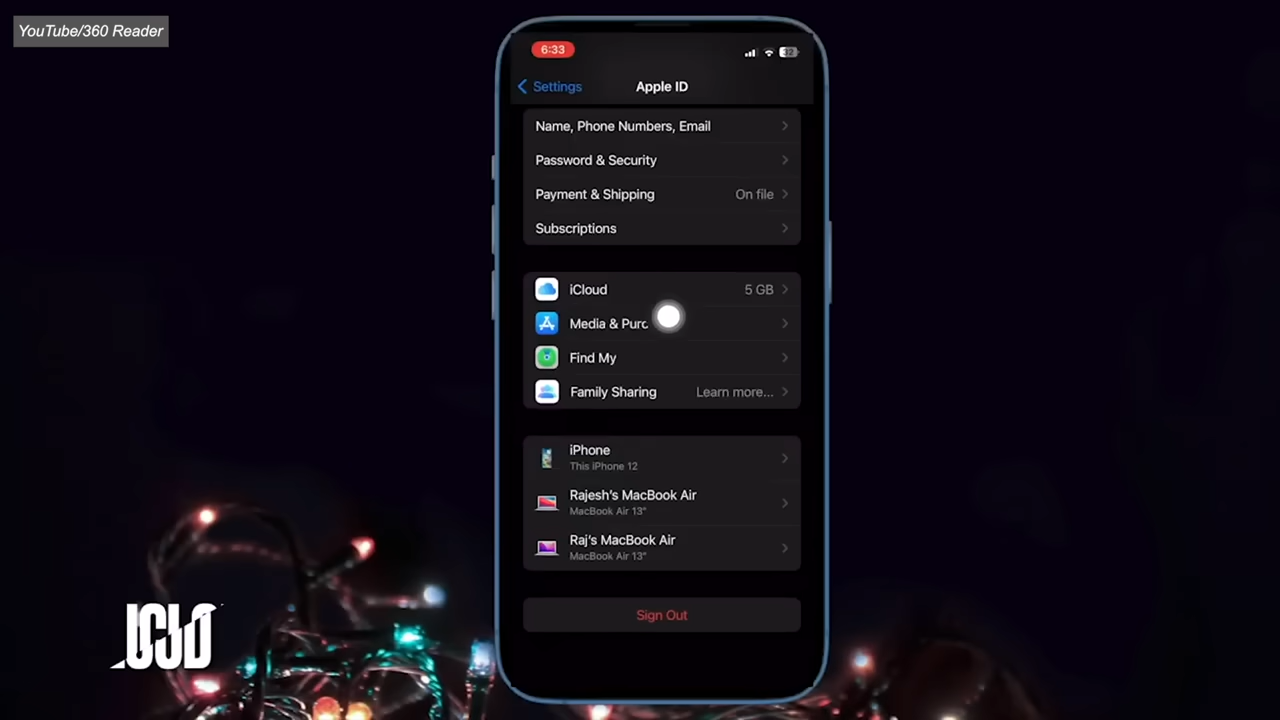 YouTube/360 Reader
6:33
32
Settings
Apple ID
Name, Phone Numbers, Email
Password & Security
Payment & Shipping On file
Subscriptions
iCloud 5 GB
Media & Purc
Find My
Family Sharing Learn more...
iPhone
This iPhone 12
Rajesh's MacBook Air
MacBook Air 13"
Raj's MacBook Air
MacBook Air 13"
Sign Out